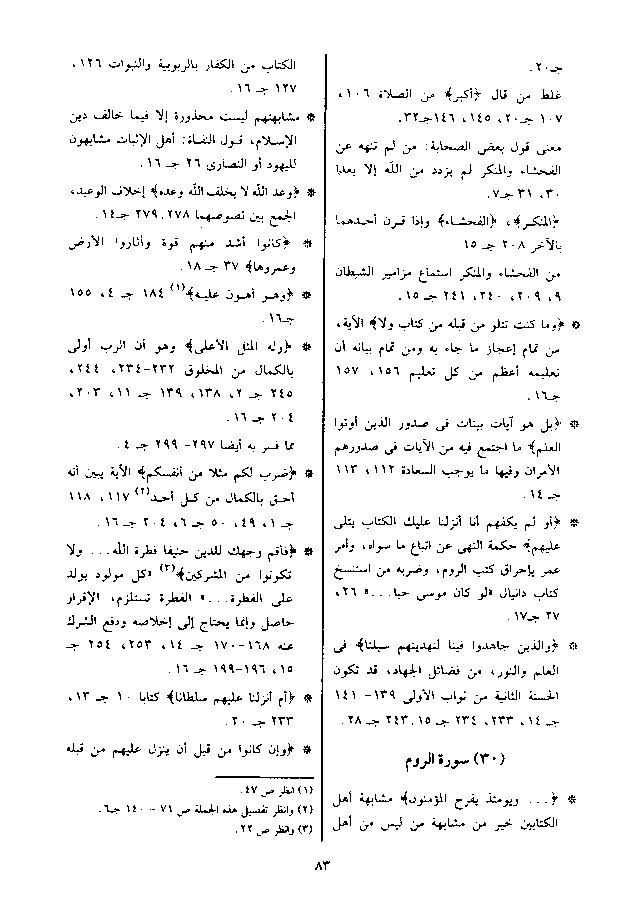 جـ٢٠.
غلط من قال ﴿أكبر﴾ من الصلاة ١٠٦،
١٠٧ جـ٢٠، ١٤٥، ١٤٦جـ٣٢.
معنى قول بعض الصحابة: من لم تنهه عن
الفحشاء والمنكر لم يزدد من الله إلا بعدا
٣٠، ٣١ جـ٧.
﴿المنكر﴾، ﴿الفحشاء﴾ وإذا قرن أحدهما
بالآخر ٢٠٨ جـ ١٥
من الفحشاء والمنكر استماع مزامير الشيطان
٩، ٢٠٩، ٢٤٠، ٢٤١ جـ ١٥.
* ﴿وما كنت تتلو من قبله من كتاب ولا﴾ الآية،
من تمام إعجاز ما جاء به ومن تمام بيانه أن
تعليمه أعظم من كل تعليم ١٥٦، ١٥٧
جـ١٦.
* ﴿بل هو آيات بينات فى صدور الذين أوتوا
العلم﴾ ما اجتمع فيه من الآيات فى صدورهم
الأمران وفيها ما يوجب السعادة ١١٢، ١١٣
جـ ١٤.
* ﴿أو لم يكفهم أنا أنزلنا عليك الكتاب يتلى
عليهم﴾ حكمة النهى عن اتباع ما سواه، وأمر
عمر بإحراق كتب الروم، وضربه من استنسخ
كتاب دانيال «لو كان موسى حيا...» ٢٦،
٢٧ جـ١٧.
* ﴿والذين جاهدوا فينا لنهدينهم سبلنا﴾ فى
العلم والنور، من فضائل الجهاد، قد تكون
الحسنة الثانية من ثواب الأولى ١٣٩- ١٤١
جـ ١٤، ٢٣٣، ٢٣٤ جـ ١٥، ٢٤٣ جـ ٢٨.
(٣٠) سورة الروم
* ﴿... ويومئذ يفرح المؤمنون﴾ مشابهة أهل
الكتابين خير من مشابهة من ليس من أهل
الكتاب من الكفار بالربوبية والنبوات ١٢٦،
١٢٧ جـ ١٦.
* مشابهتهم ليست محذورة إلا فيما خالف دين
الإسلام، قول النفاة: أهل الإثبات مشابهون
لليهود أو النصارى ٢٦ جـ ١٦.
* ﴿وعد الله لا يخلف الله وعده﴾ إخلاف الوعيد،
الجمع بين نصوصهما ٢٧٨، ٢٧٩ جـ١٤.
* ﴿كانوا أشد منهم قوة وأثاروا الأرض
وعمروها﴾ ٣٧ جـ ١٨.
* ﴿وهو أهون عليه﴾(١) ١٨٤ جـ ٤، ١٥٥
جـ١٦.
* ﴿وله المثل الأعلى﴾ وهو أن الرب أولى
بالكمال من المخلوق ٢٣٢-٢٣٤، ٢٤٤،
٢٤٥ جـ ٢، ١٣٨، ١٣٩ جـ ١١، ٢٠٣،
٢٠٤ جـ ١٦.
مما فسر به أيضا ٢٩٧- ٢٩٩ جـ ٤.
* ﴿ضرب لكم مثلا من أنفسكم﴾ الآية يبين أنه
أحق بالكمال من كل أحد(٢) ١١٧، ١١٨
جـ ١، ٤٩، ٥٠ جـ ٦، ٢٠٤ جـ ١٦.
* ﴿فأقم وجهك للدين حنيفا فطرة الله... ولا
تكونوا من المشركين﴾(٣) «كل مولود يولد
على الفطرة...» الفطرة تستلزم، الإقرار
حاصل وإنما يحتاج إلى إخلاصه ودفع الشرك
عنه ١٦٨-١٧٠ جـ ١٤، ٢٥٣، ٢٥٤ جـ
١٥، ١٩٦-١٩٩ جـ ١٦.
* ﴿أم أنزلنا عليهم سلطانا﴾ كتابا ١٠ جـ ١٣،
٢٣٣ جـ ٢٠.
* ﴿وإن كانوا من قبل أن ينزل عليهم من قبله
(١) انظر ص ٤٧.
(٢) وانظر تفصيل هذه الجملة ص ٧١ - ١٤٠ جـ٦.
(٣) وانظر ص ٢٢.
٨٣